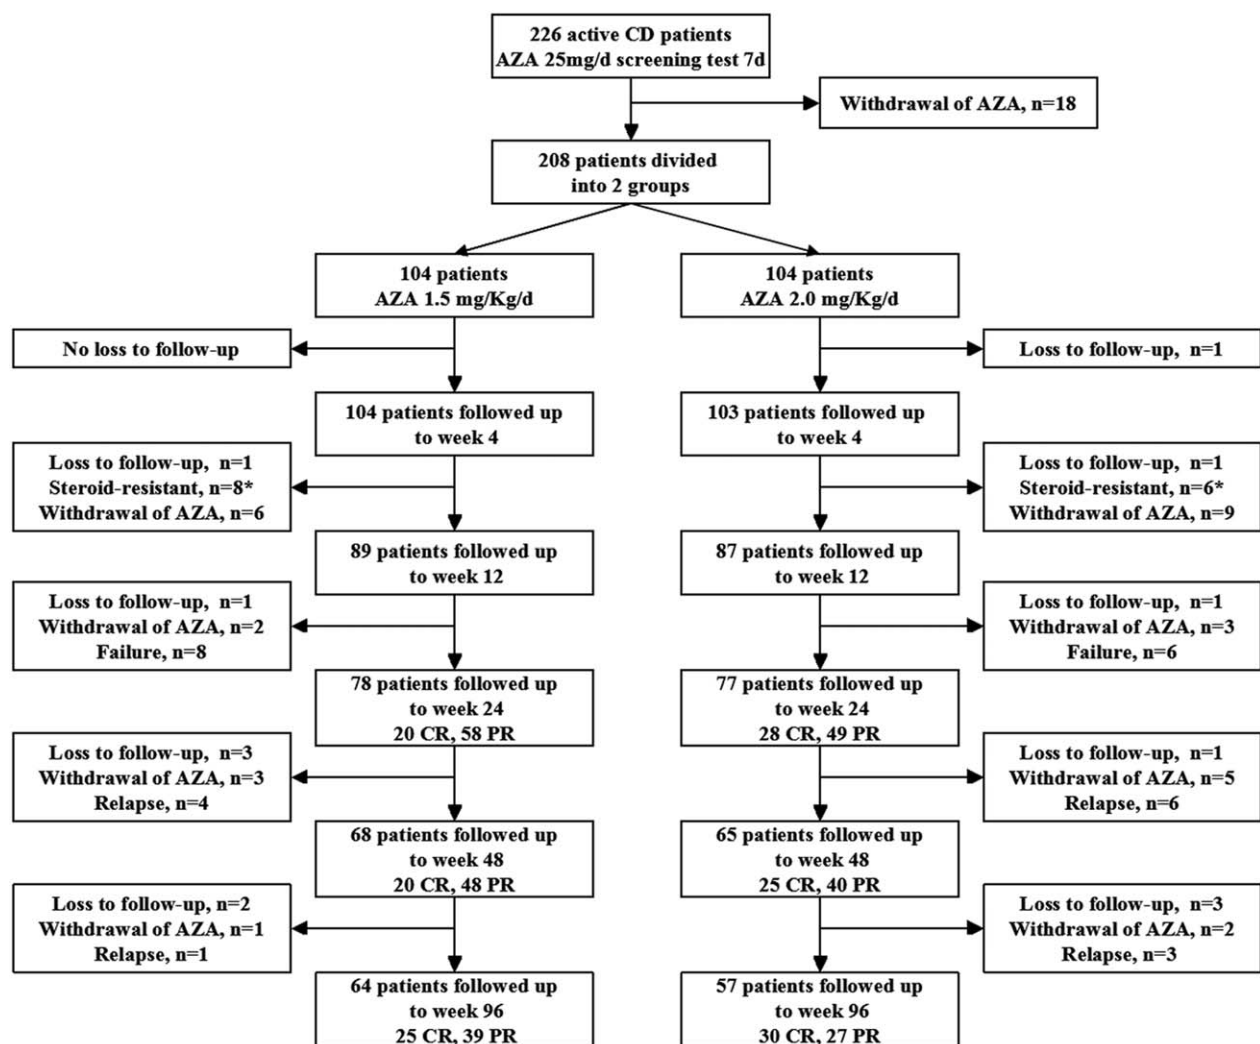 226 active CD patients
AZA 25mg/d screening test 7d
Withdrawal of AZA, n=18
208 patients divided
into 2 groups
104 patients
AZA 1.5 mg/Kg/d
104 patients
AZA 2.0 mg/Kg/d
No loss to follow-up
Loss to follow-up, n=1
104 patients followed up
to week 4
103 patients followed up
to week 4
Loss to follow-up, n=1
Steroid-resistant, n=8*
Withdrawal of AZA, n=6
Loss to follow-up, n=1
Steroid-resistant, n=6*
Withdrawal of AZA, n=9
89 patients followed up
to week 12
87 patients followed up
to week 12
Loss to follow-up, n=1
Withdrawal of AZA, n=2
Failure, n=8
Loss to follow-up, n=1
Withdrawal of AZA, n=3
Failure, n=6
78 patients followed up
to week 24
20 CR, 58 PR
77 patients followed up
to week 24
28 CR, 49 PR
Loss to follow-up, n=3
Withdrawal of AZA, n=3
Relapse, n=4
Loss to follow-up, n=1
Withdrawal of AZA, n=5
Relapse, n=6
68 patients followed up
to week 48
20 CR, 48 PR
65 patients followed up
to week 48
25 CR, 40 PR
Loss to follow-up, n=2
Withdrawal of AZA, n=1
Relapse, n=1
Loss to follow-up, n=3
Withdrawal of AZA, n=2
Relapse, n=3
64 patients followed up
to week 96
25 CR, 39 PR
57 patients followed up
to week 96
30 CR, 27 PR